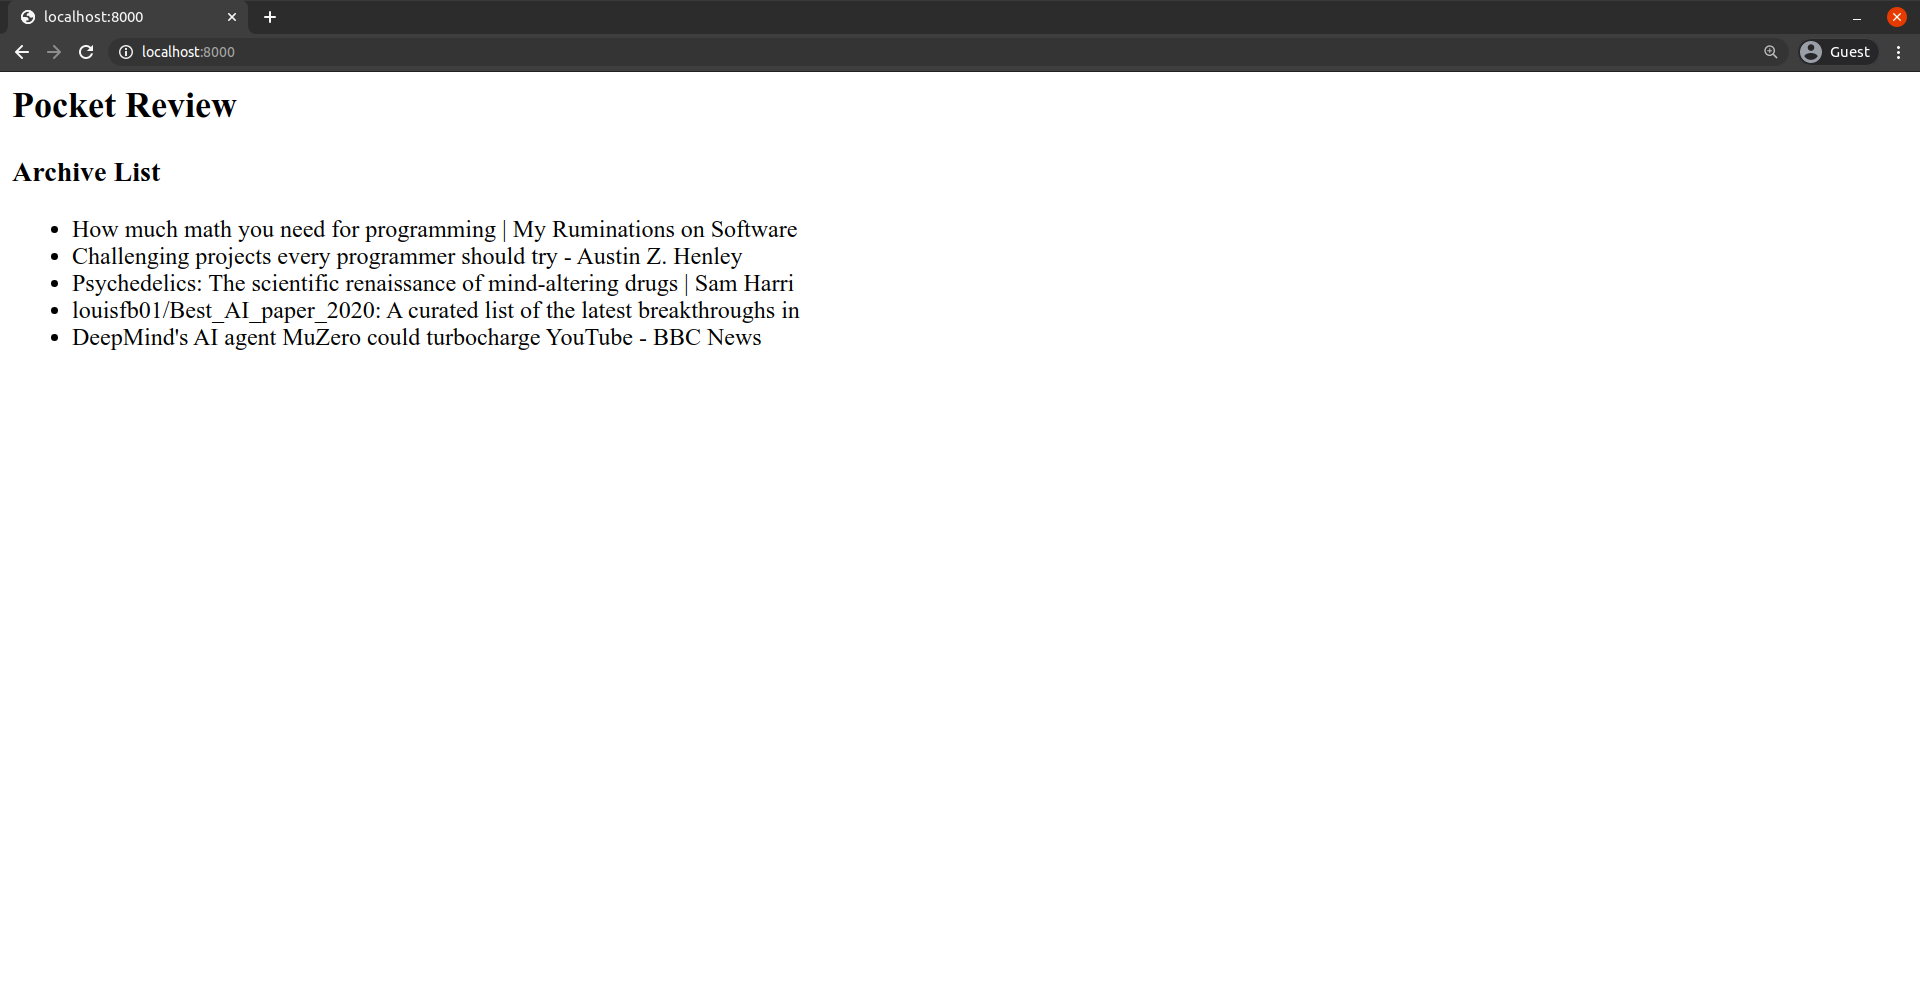 localhost:8000
localhost:8000
Guest
Pocket Review
Archive List
How much math you need for programming | My Ruminations on Software
Challenging projects every programmer should try - Austin Z. Henley
Psychedelics: The scientific renaissance of mind-altering drugs | Sam Harri
louisfb01/Best_AI_paper_2020: A curated list of the latest breakthroughs in
DeepMind's AI agent MuZero could turbocharge YouTube - BBC News